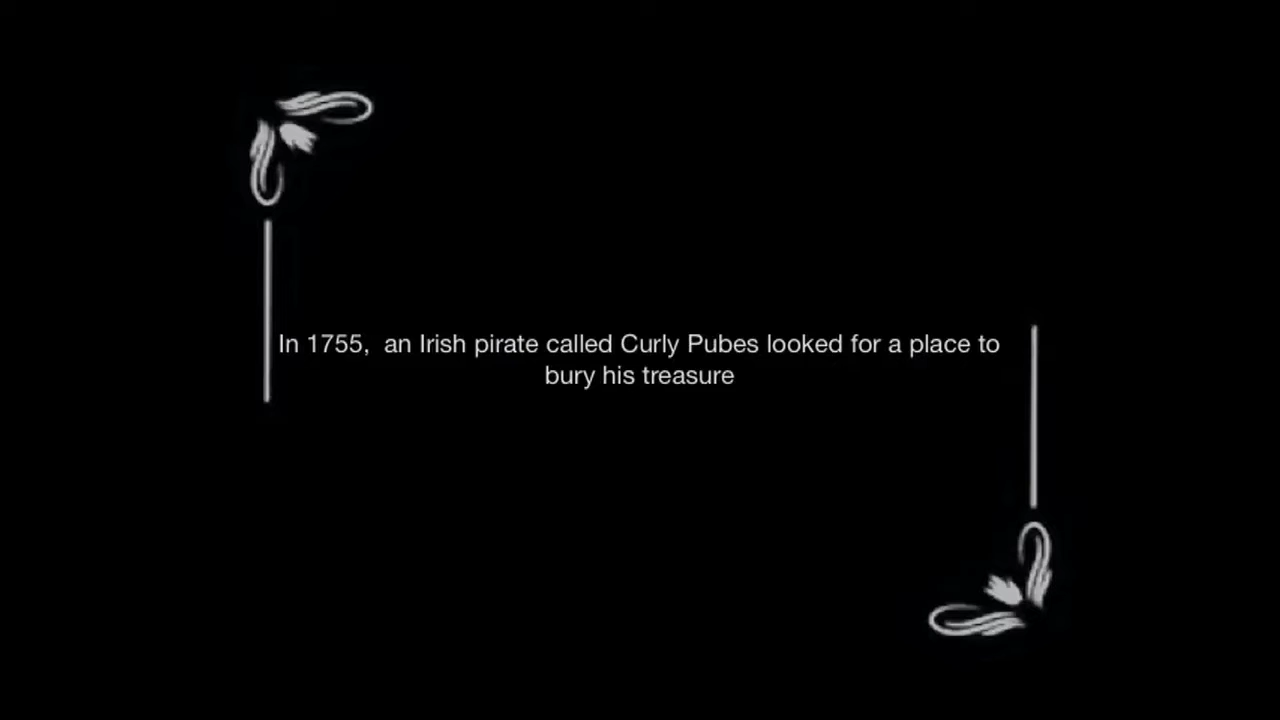 In 1755,  an Irish pirate called Curly Pubes looked for a place to
bury his treasure